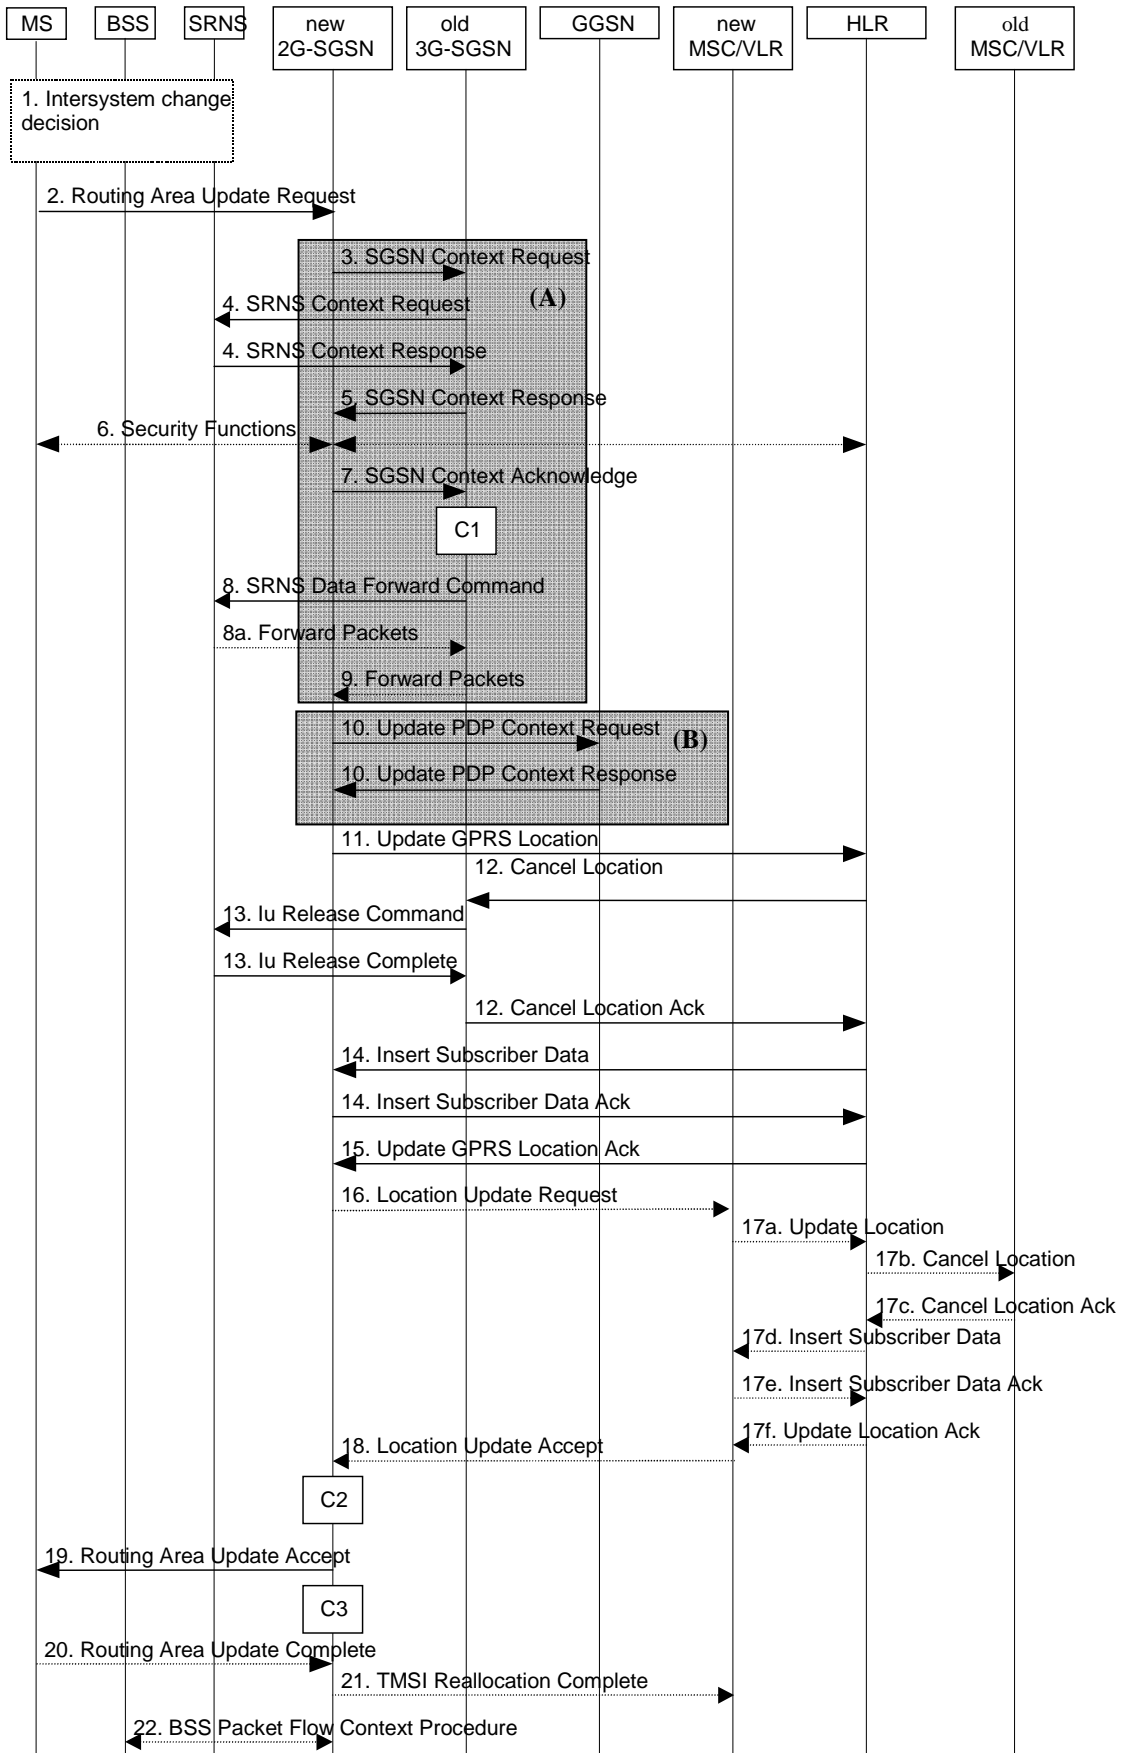 MS
BSS
SRNS
new
2G-SGSN
old
3G-SGSN
GGSN
new
MSC/VLR
HLR
old
MSC/VLR
1. Intersystem change
decision
2. Routing Area Update Request
3. SGSN Context Request
(A)
4. SRNS Context Request
4. SRNS Context Response
5. SGSN Context Response
6. Security Functions
7. SGSN Context Acknowledge
C1
8. SRNS Data Forward Command
8a. Forward Packets
9. Forward Packets
10. Update PDP Context Request
(B)
10. Update PDP Context Response
11. Update GPRS Location
12. Cancel Location
13. Iu Release Command
13. Iu Release Complete
12. Cancel Location Ack
14. Insert Subscriber Data
14. Insert Subscriber Data Ack
15. Update GPRS Location Ack
16. Location Update Request
17a. Update Location
17b. Cancel Location
17c. Cancel Location Ack
17d. Insert Subscriber Data
17e. Insert Subscriber Data Ack
17f. Update Location Ack
18. Location Update Accept
C2
19. Routing Area Update Accept
C3
20. Routing Area Update Complete
21. TMSI Reallocation Complete
22. BSS Packet Flow Context Procedure